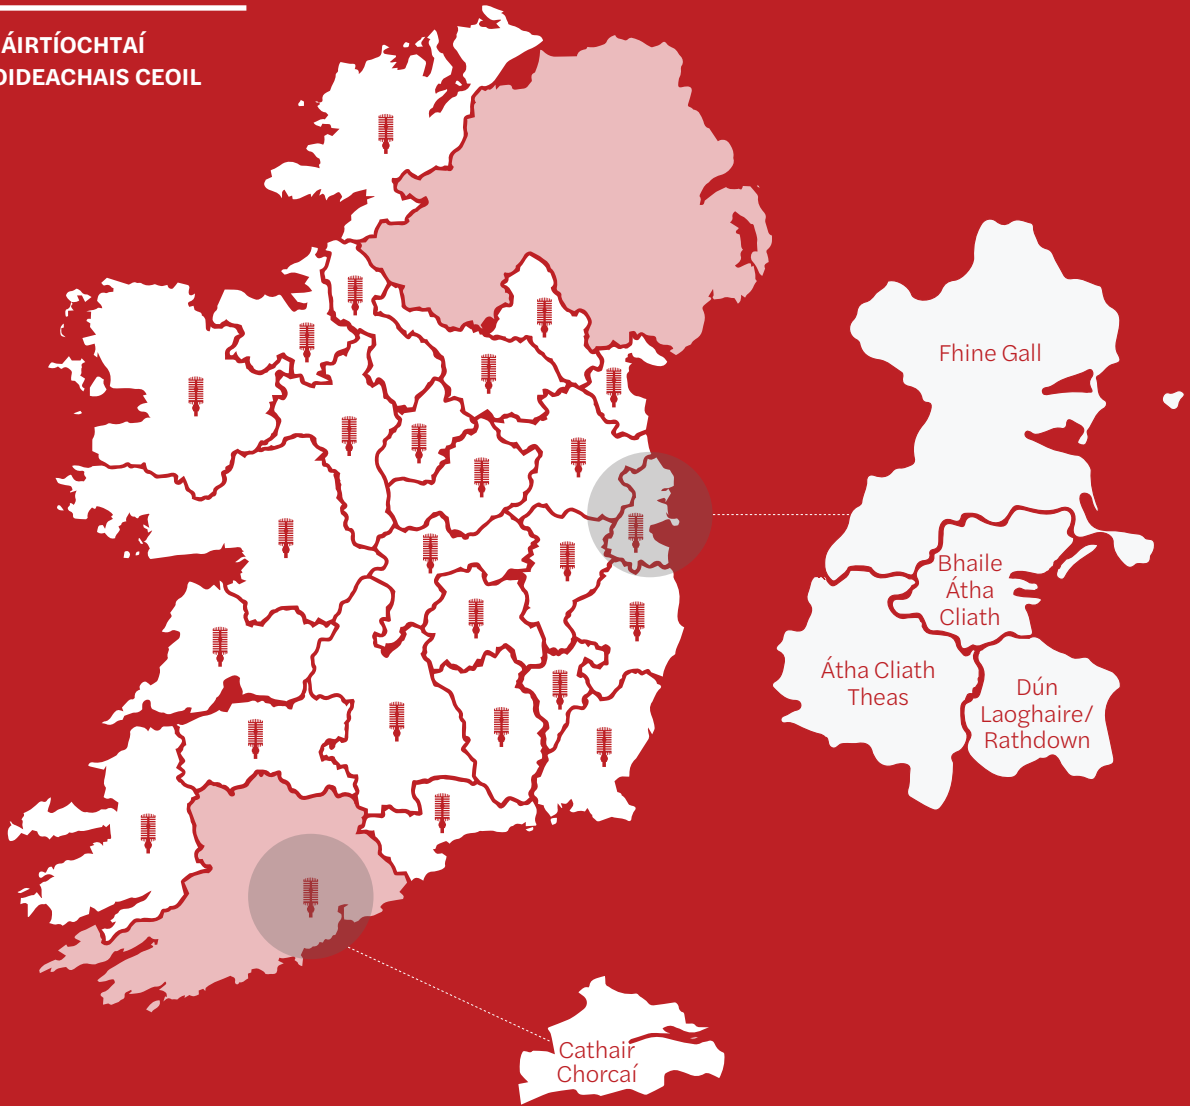 ÁIRTÍOCHTAÍ
OIDEACHAIS CEOIL
Fhine Gall
Bhaile
Átha
Cliath
Átha Cliath
Theas
Dún
Laoghaire/
Rathdown
Cathair
Chorcaí